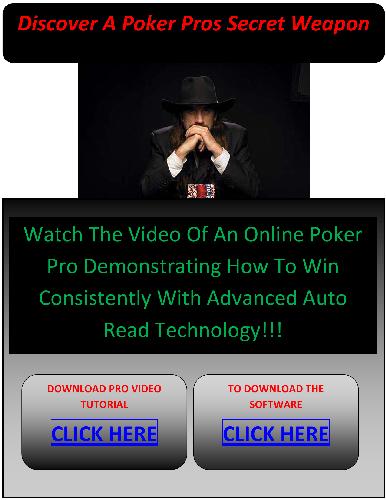 Discover A Poker Pros Secret Weapon
Watch The Video Of An Online Poker
Pro Demonstrating How To Win
Consistently With Advanced Auto
Read Technology!!!
DOWNLOAD PRO VIDEO
TUTORIAL
CLICK HERE
TO DOWNLOAD THE
SOFTWARE
CLICK HERE